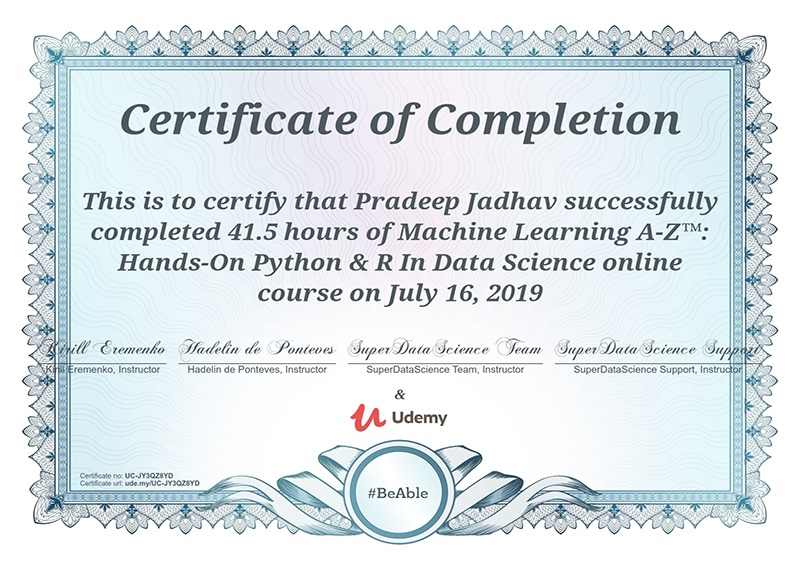 Certificate of Completion
This is to certify that Pradeep Jadhav successfully
completed 41.5 hours of Machine Learning A-Z™:
Hands-On Python & R In Data Science online
course on July 16, 2019
Kirill Eremenko Hadelin de Ponteves SuperDataScience Team SuperDataScience Support
Kirill Eremenko, Instructor Hadelin de Ponteves, Instructor SuperDataScience Team, Instructor SuperDataScience Support, Instructor
&
Udemy
Certificate no: UC-JY3QZ8YD
Certificate url: ude.my/UC-JY3QZ8YD
#BeAble